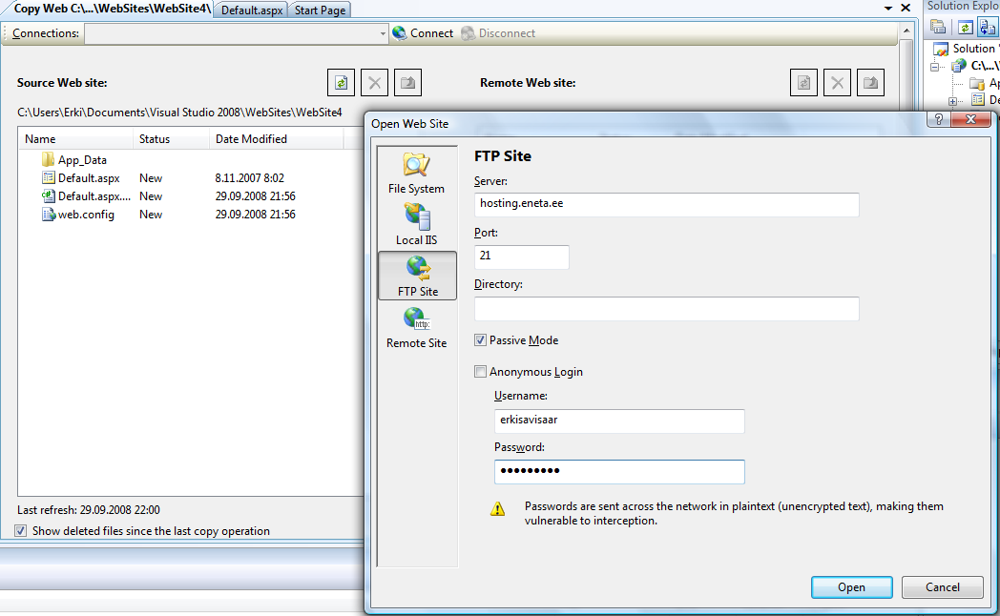 Copy Web C:\...\WebSites\WebSite4\
Default.aspx
Start Page
Solution Explo
Connections:
Connect
Disconnect
Solution '
C:\...\
Ap
De
Source Web site:
Remote Web site:
C:\Users\Erki\Documents\Visual Studio 2008\WebSites\WebSite4
Name Status Date Modified
App_Data
Default.aspx New 8.11.2007 8:02
Default.aspx.... New 29.09.2008 21:56
web.config New 29.09.2008 21:56
Last refresh: 29.09.2008 22:00
Show deleted files since the last copy operation
Open Web Site
File System
Local IIS
FTP Site
http:
Remote Site
FTP Site
Server:
hosting.eneta.ee
Port:
21
Directory:
Passive Mode
Anonymous Login
Username:
erkisavisaar
Password:
●●●●●●●●●
Passwords are sent across the network in plaintext (unencrypted text), making them
vulnerable to interception.
Open
Cancel